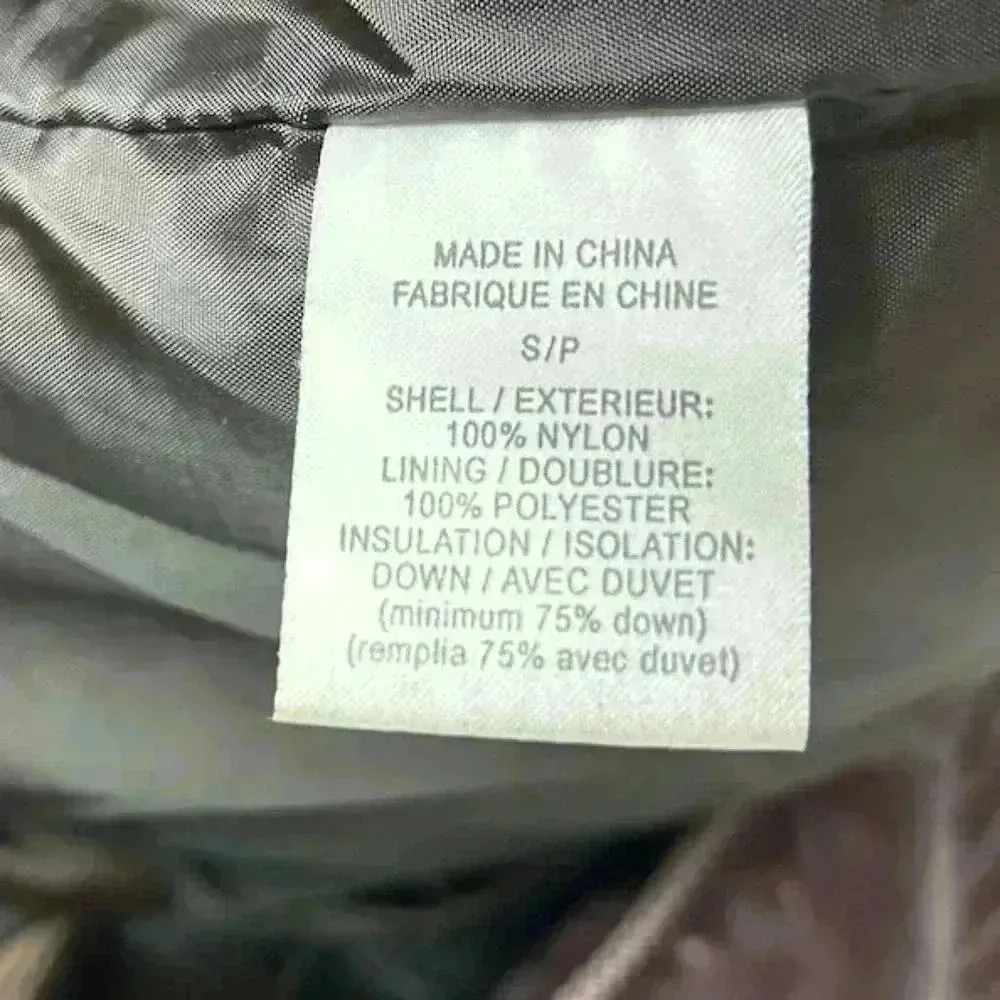 MADE IN CHINA
FABRIQUE EN CHINE
S/P
SHELL / EXTERIEUR:
100% NYLON
LINING / DOUBLURE:
100% POLYESTER
INSULATION / ISOLATION:
DOWN / AVEC DUVET
(minimum 75% down)
(remplia 75% avec duvet)